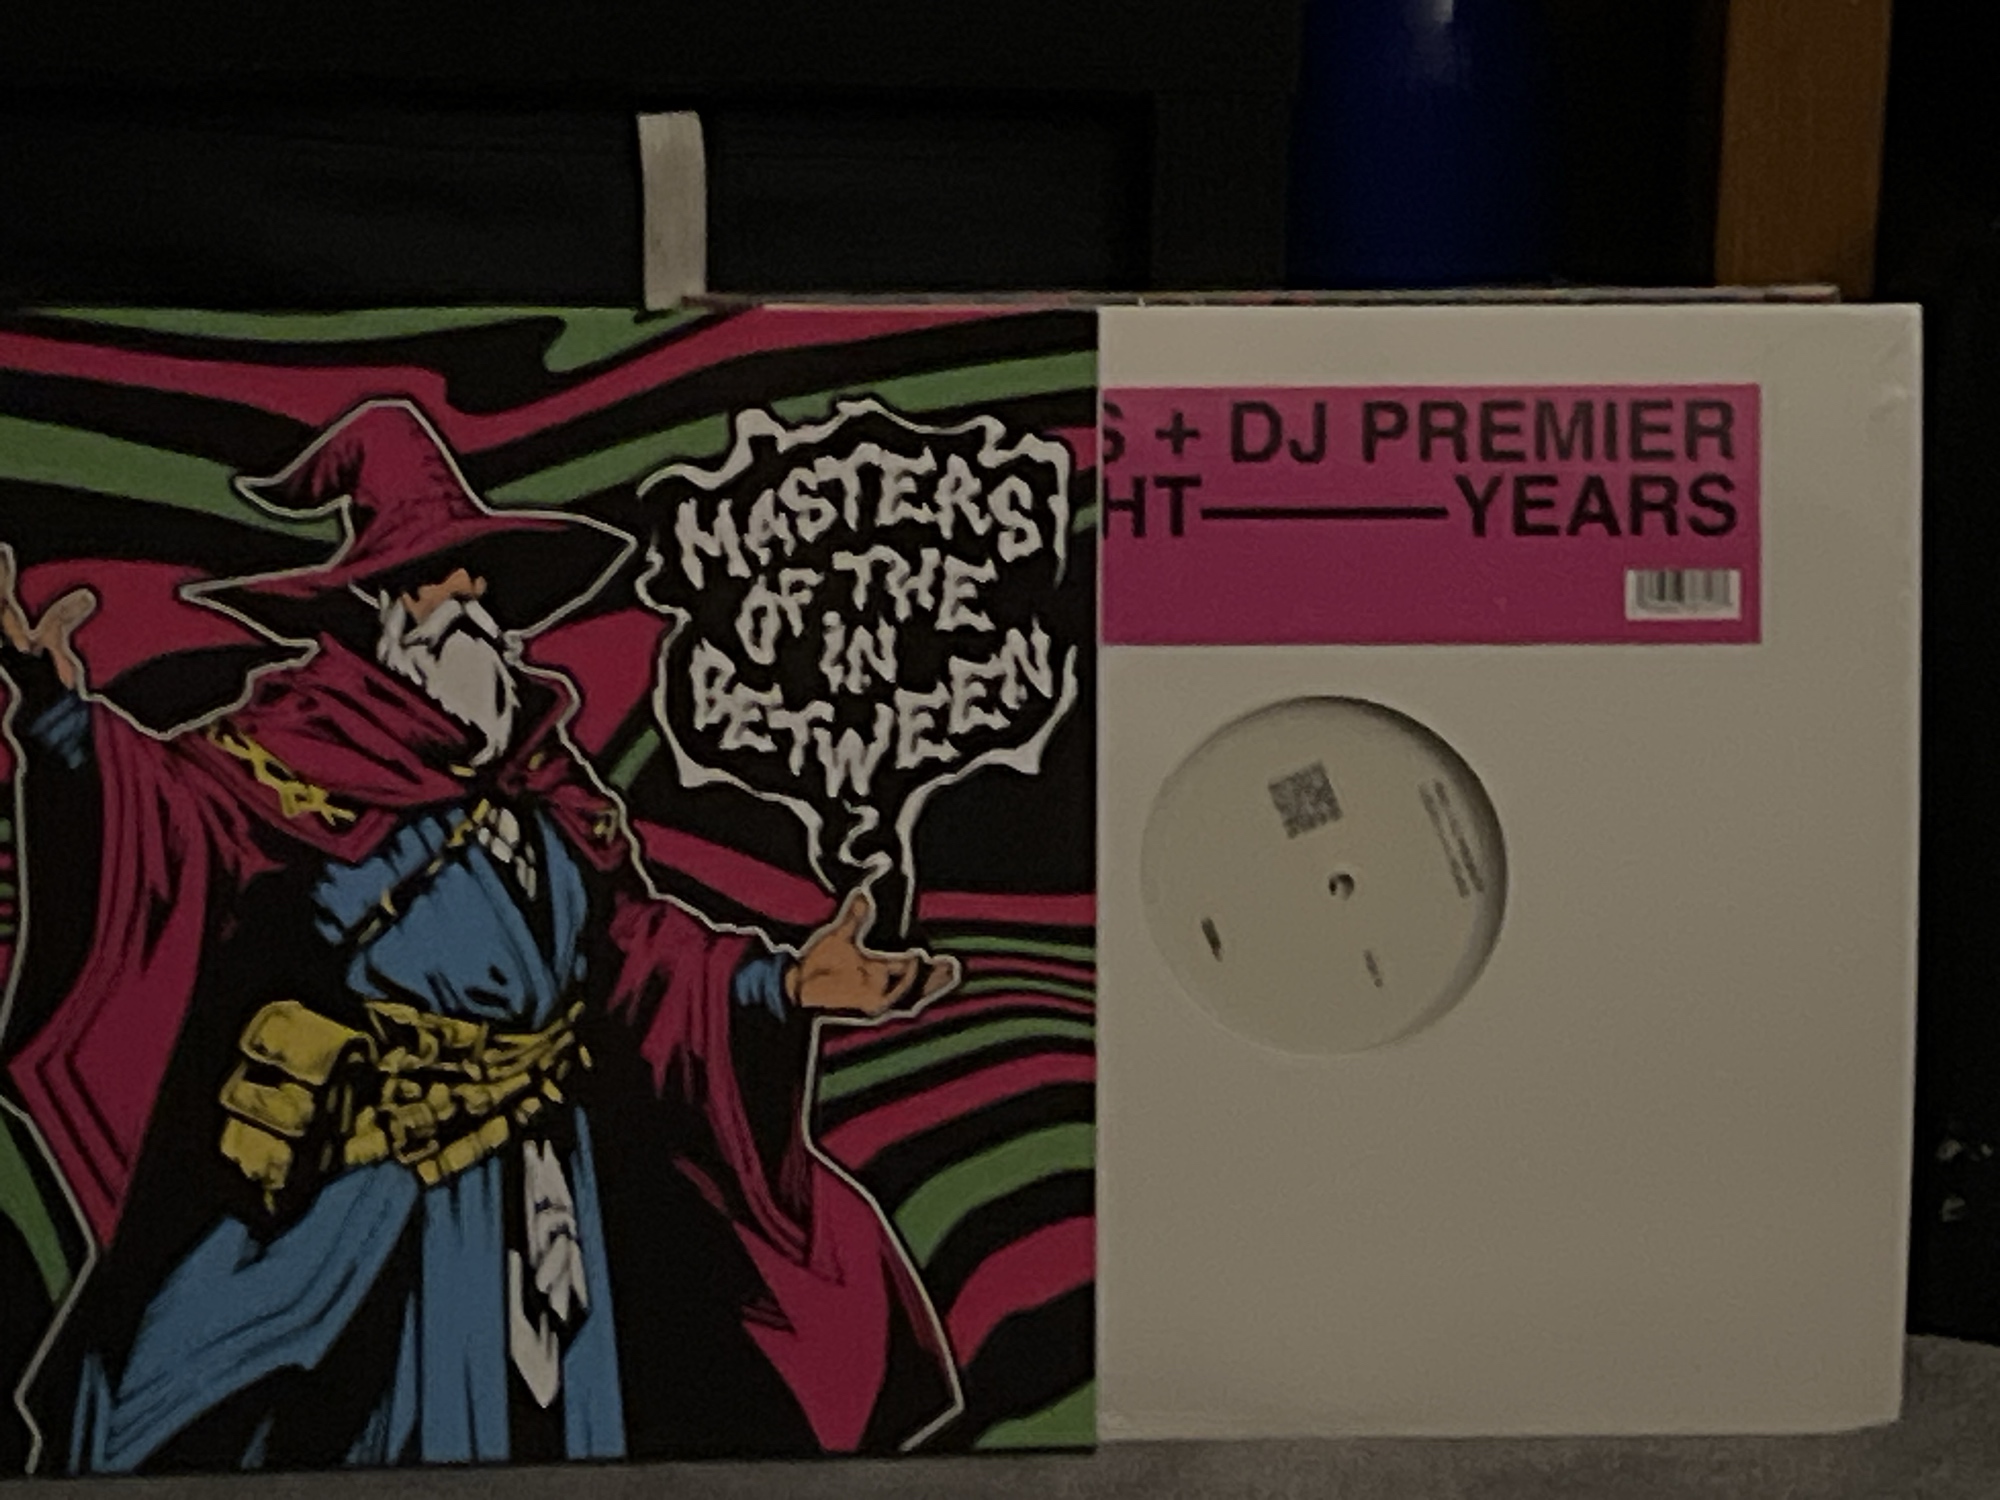 MASTERS
OF THE
IN
BETWEEN
S + DJ PREMIER
HT———YEARS